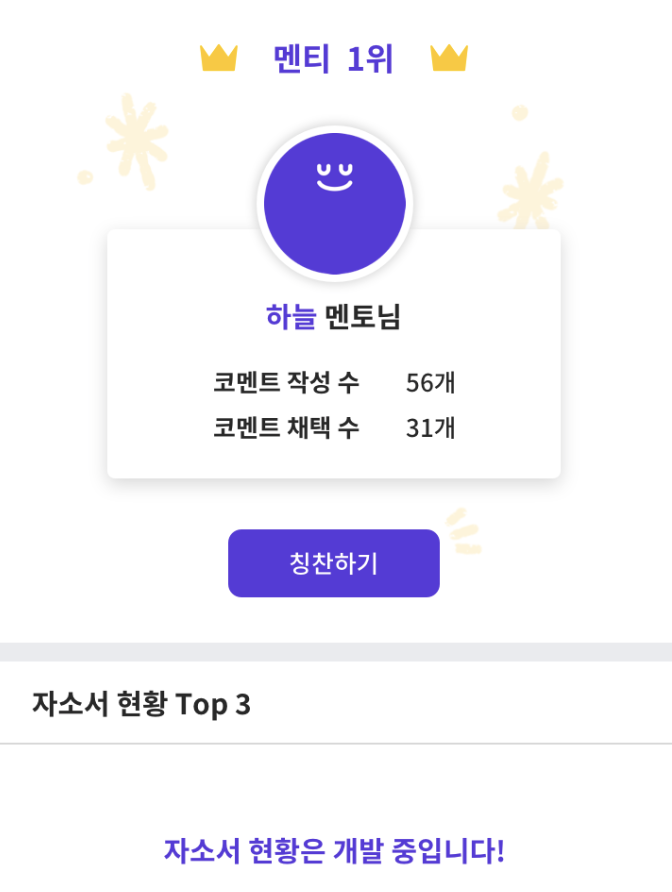 멘티 1위
하늘 멘토님
코멘트 작성 수 56개
코멘트 채택 수 31개
칭찬하기
자소서 현황 Top 3
자소서 현황은 개발 중입니다!